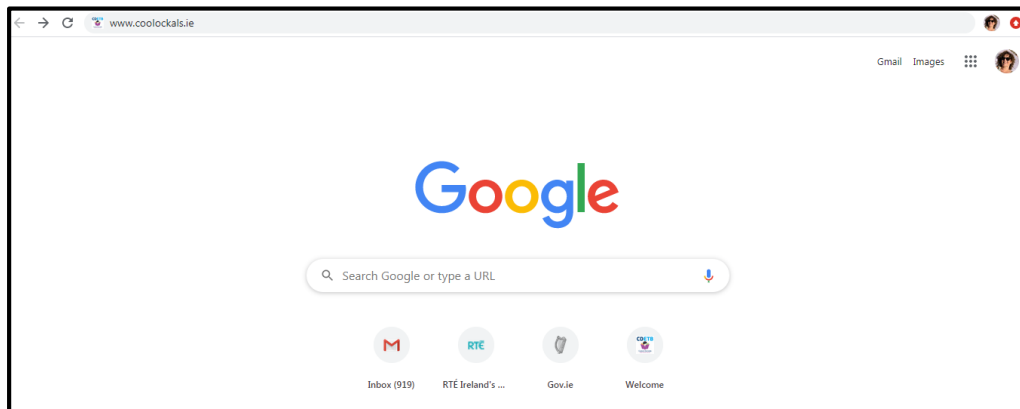 www.coolockals.ie
Gmail Images
Google
Search Google or type a URL
RTÉ
Inbox (919) RTÉ Ireland's ... Gov.ie Welcome